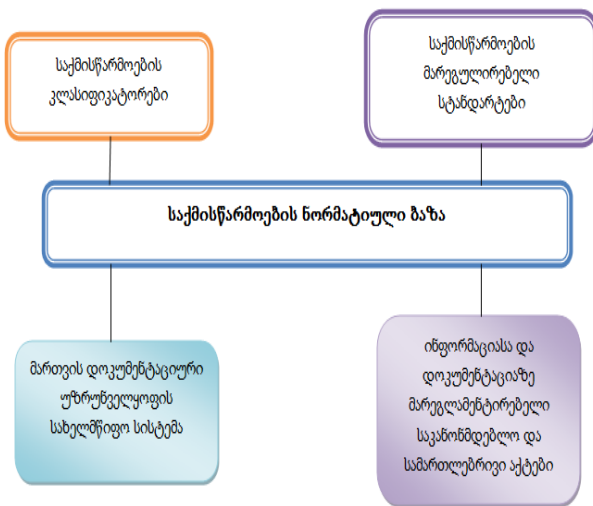 საქმისწარმოების
კლასიფიკატორები
საქმისწარმოების
მარეგულირებელი
სტანდარტები
საქმისწარმოების ნორმატიული ბაზა
მართვის დოკუმენტაციური
უზრუნველყოფის
სახელმწიფო სისტემა
ინფორმაციასა და
დოკუმენტაციაზე
მარეგლამენტირებელი
საკანონმდებლო და
სამართლებრივი აქტები